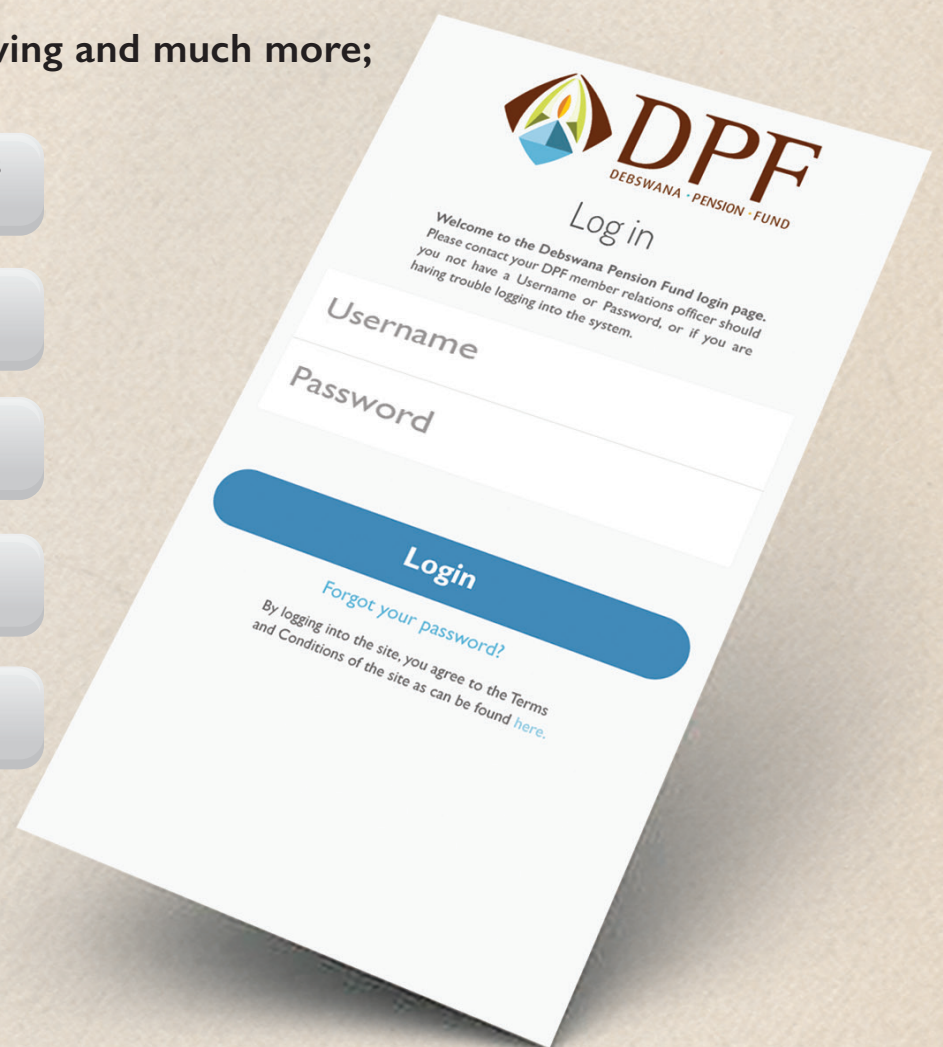 and much more;
DPF
DEBSWANA · PENSION · FUND
Log in
Welcome to the Debswana Pension Fund login page.
Please contact your DPF member relations officer should
you not have a Username or Password, or if you are
having trouble logging into the system.
Username
Password
Login
Forgot your password?
By logging into the site, you agree to the Terms
and Conditions of the site as can be found here.